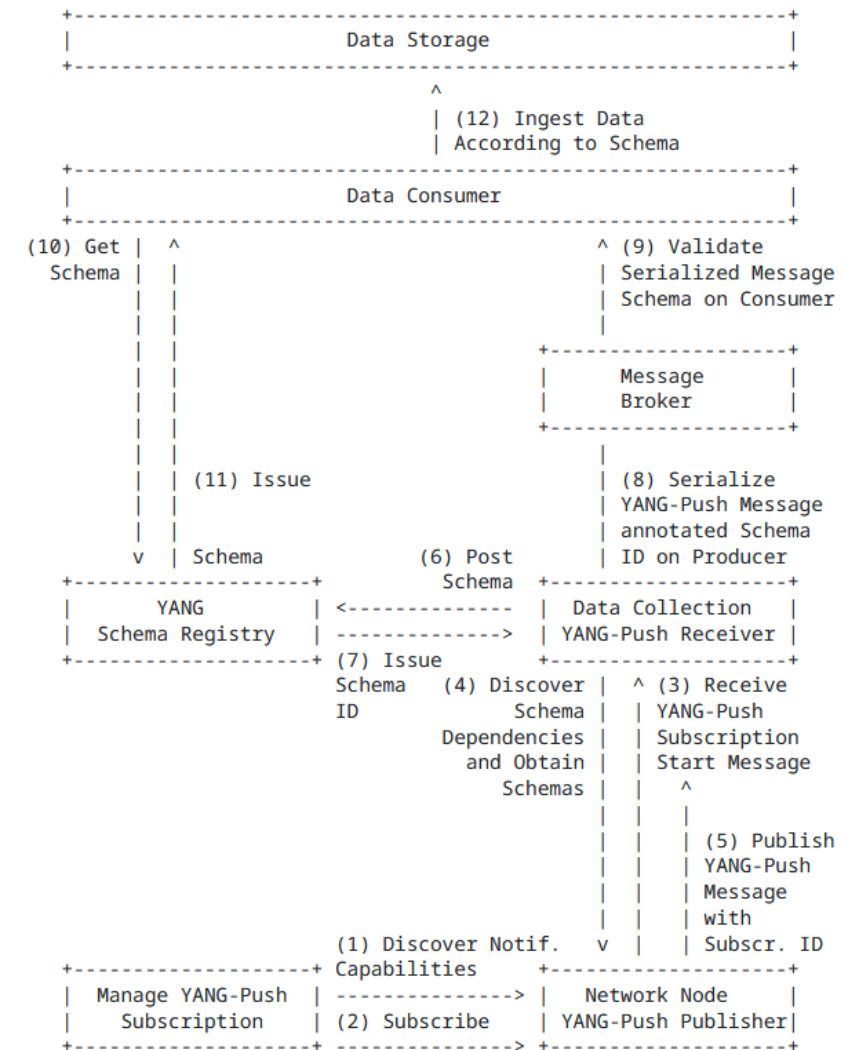 Data Storage
(12) Ingest Data
According to Schema
Data Consumer
(10) Get
Schema
(9) Validate
Serialized Message
Schema on Consumer
Message
Broker
(11) Issue
Schema
(8) Serialize
YANG-Push Message
annotated Schema
ID on Producer
(6) Post
Schema
YANG
Schema Registry
Data Collection
YANG-Push Receiver
(7) Issue
Schema
ID
(4) Discover
Schema
Dependencies
and Obtain
Schemas
(3) Receive
YANG-Push
Subscription
Start Message
(5) Publish
YANG-Push
Message
with
Subscr. ID
(1) Discover Notif.
Capabilities
Manage YANG-Push
Subscription
(2) Subscribe
Network Node
YANG-Push Publisher